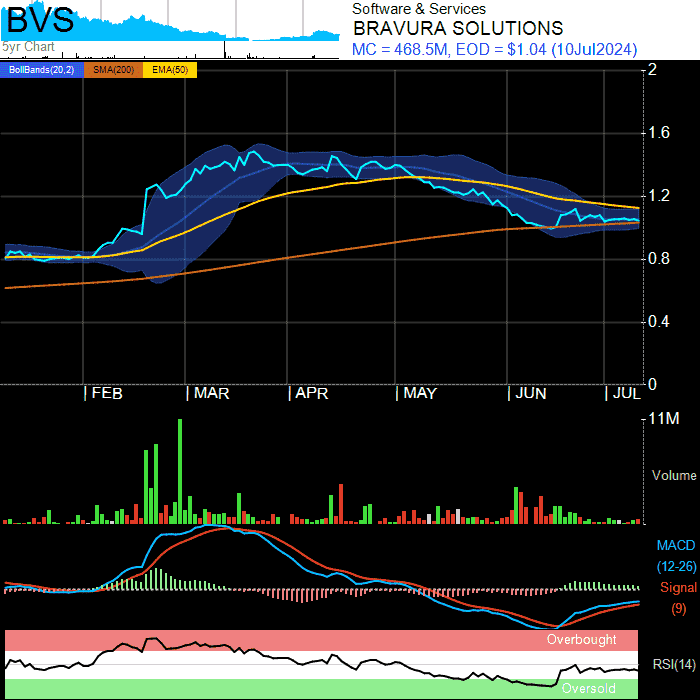 BVS
5yr Chart
Software & Services
BRAVURA SOLUTIONS
MC = 468.5M, EOD = $1.04 (10Jul2024)
BollBands(20,2) SMA(200) EMA(50)
2
1.6
1.2
0.8
0.4
0
FEB MAR APR MAY JUN JUL
11M
Volume
MACD
(12-26)
Signal
(9)
Overbought
RSI(14)
Oversold